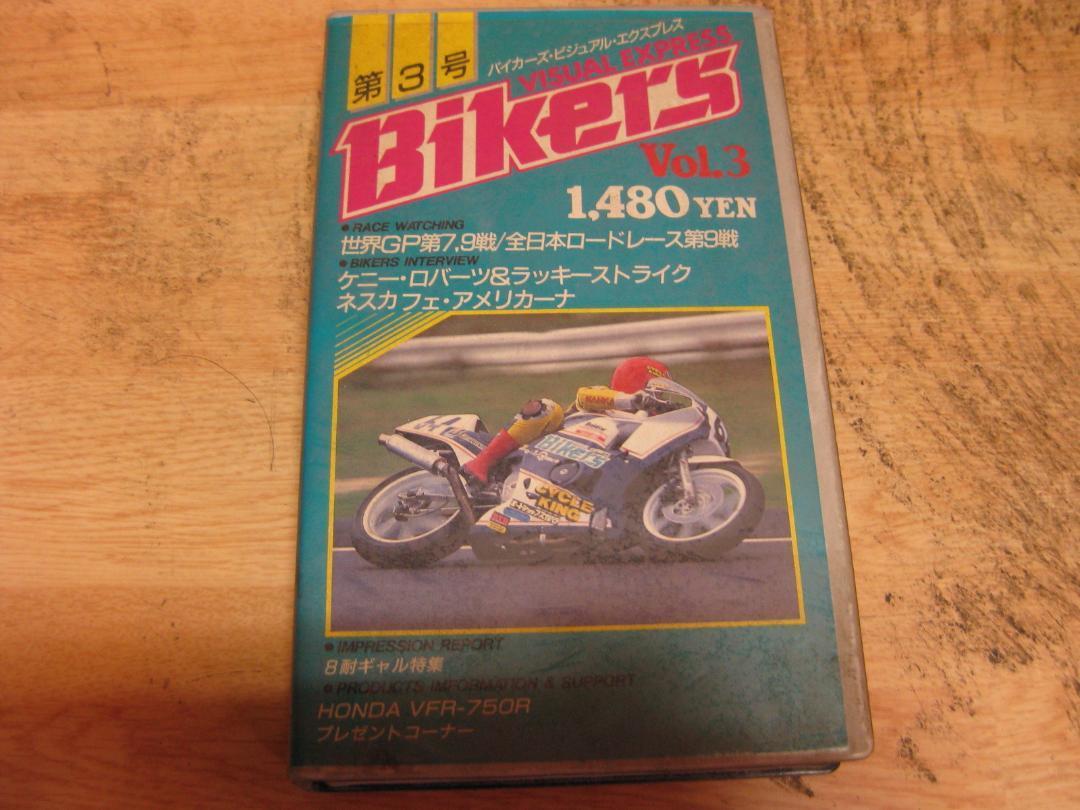 第3号
バイカーズ・ビジュアル・エクスプレス
VISUAL EXPRESS
Bikers
Vol.3
1,480 YEN
● RACE WATCHING
世界GP第7,9戦/全日本ロードレース第9戦
● BIKERS INTERVIEW
ケニー・ロバーツ&ラッキーストライク
ネスカフェ・アメリカーナ
Bikers
CYCLE
KING
● IMPRESSION REPORT
8耐ギャル特集
● PRODUCTS IMFORMATION & SUPPORT
HONDA VFR-750R
プレゼントコーナー